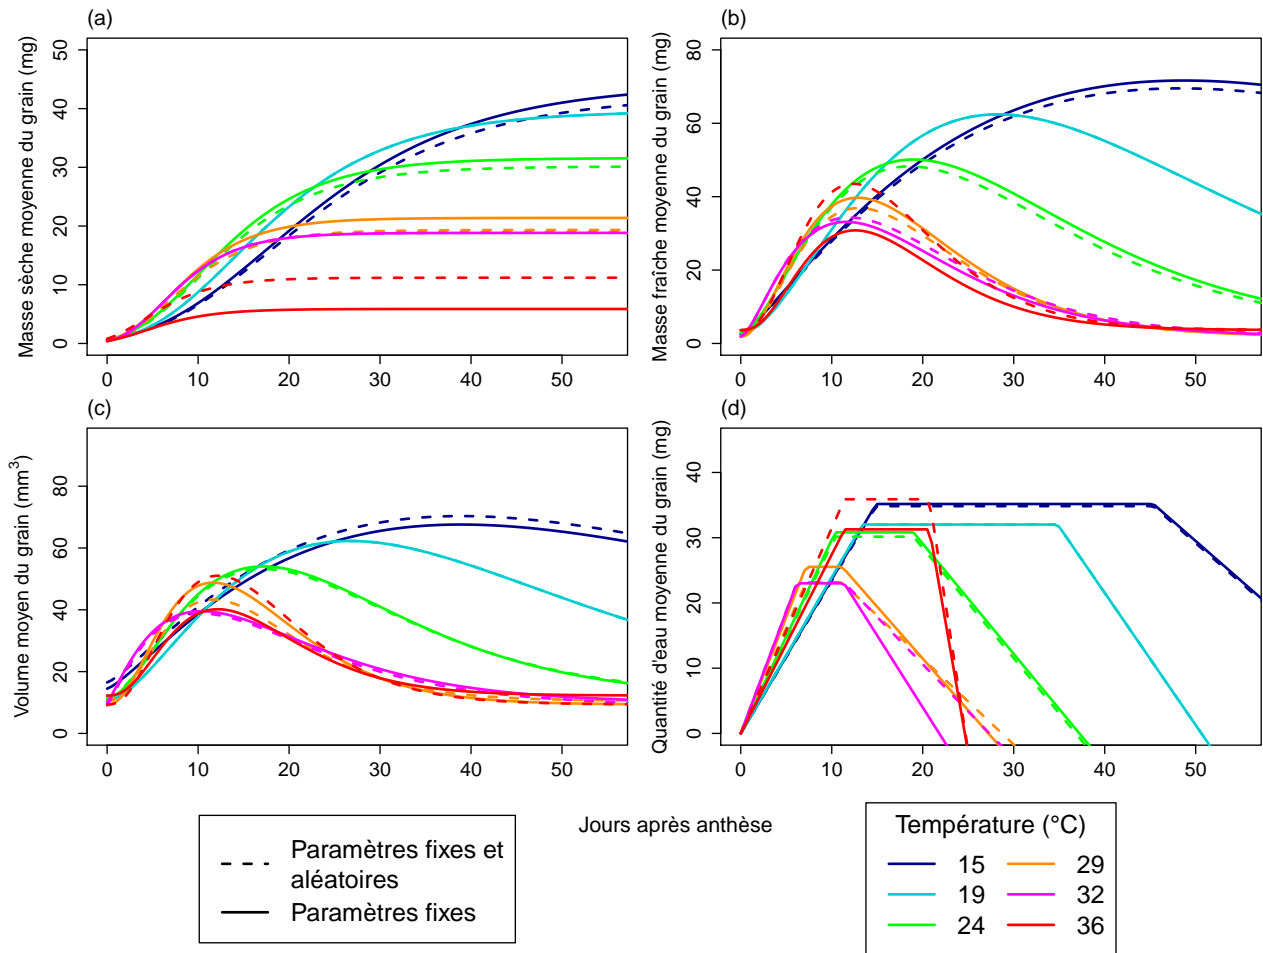 (a)
Masse sèche moyenne du grain (mg)
50
40
30
20
10
0
0 10 20 30 40 50
(b)
Masse fraîche moyenne du grain (mg)
80
60
40
20
0
0 10 20 30 40 50
(c)
Volume moyen du grain (mm³)
80
60
40
20
0
0 10 20 30 40 50
(d)
Quantité d'eau moyenne du grain (mg)
40
30
20
10
0
0 10 20 30 40 50
Jours après anthèse
Paramètres fixes et
aléatoires
Paramètres fixes
Température (°C)
15 29
19 32
24 36